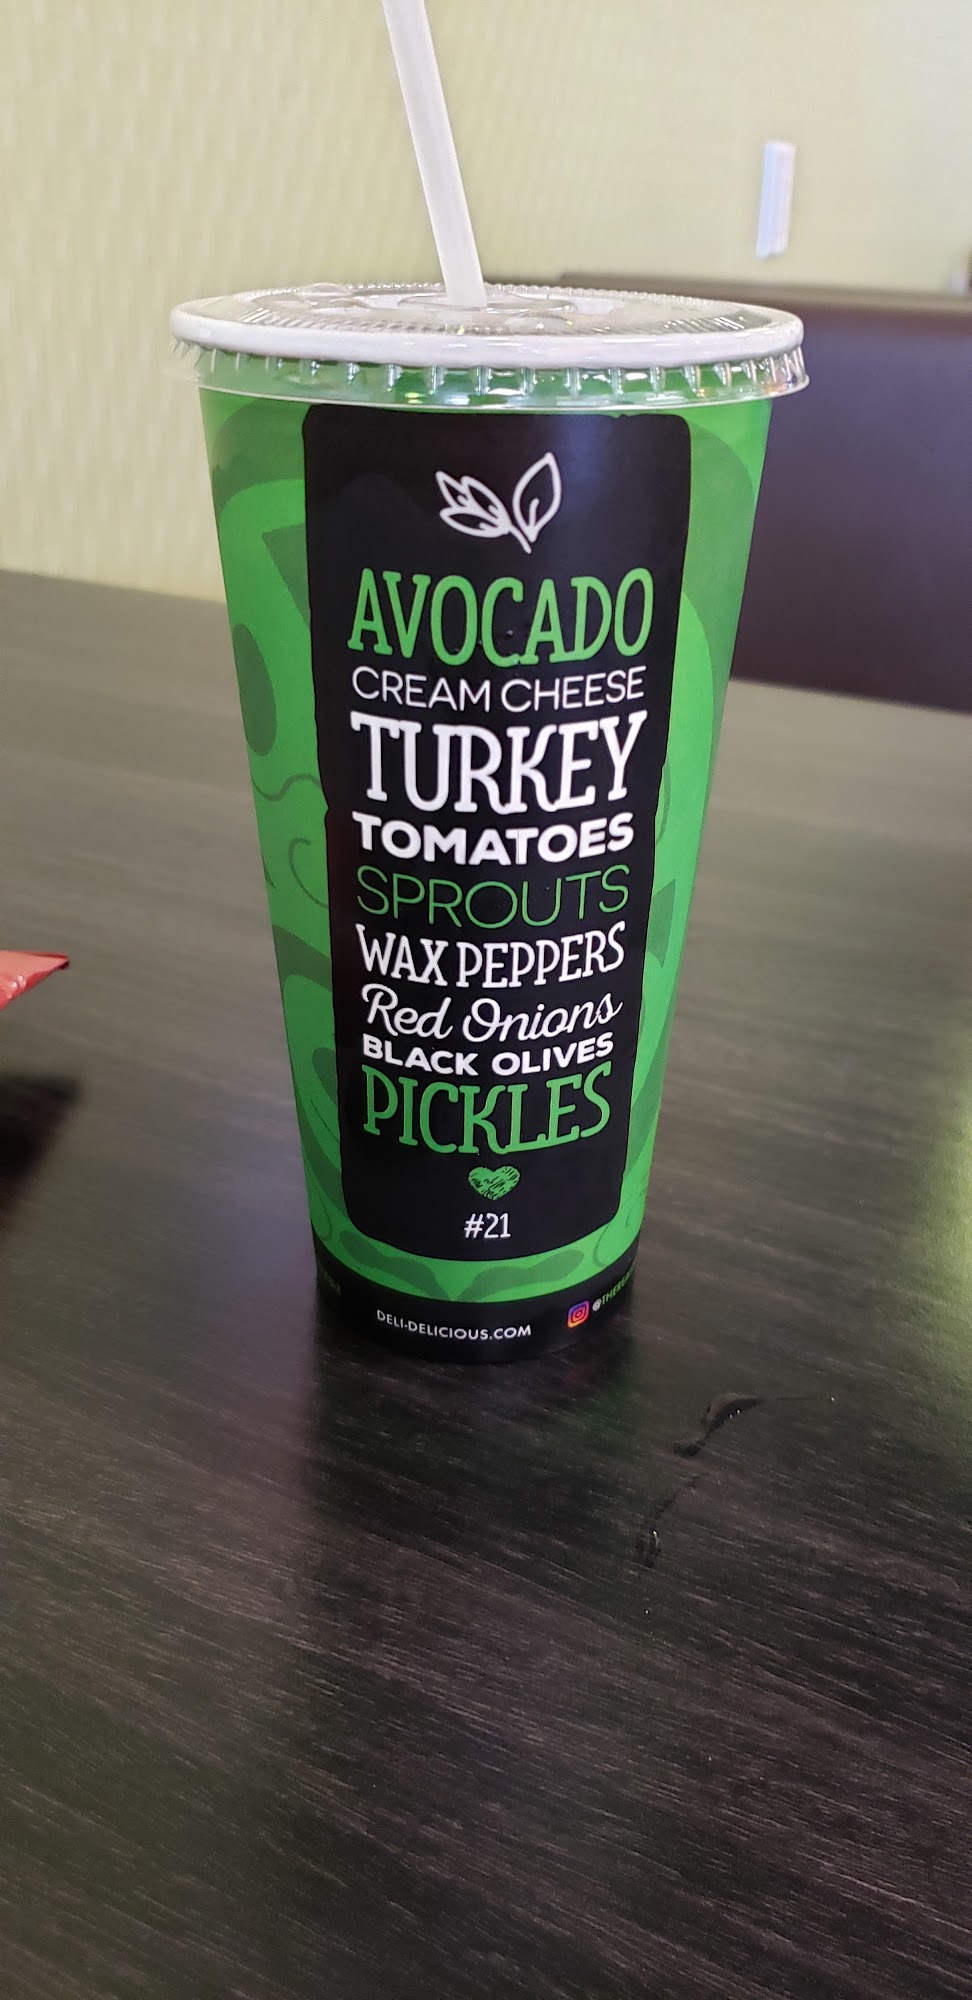 AVOCADO
CREAM CHEESE
TURKEY
TOMATOES
SPROUTS
WAX PEPPERS
Red Onions
BLACK OLIVES
PICKLES
#21
DELI-DELICIOUS.COM